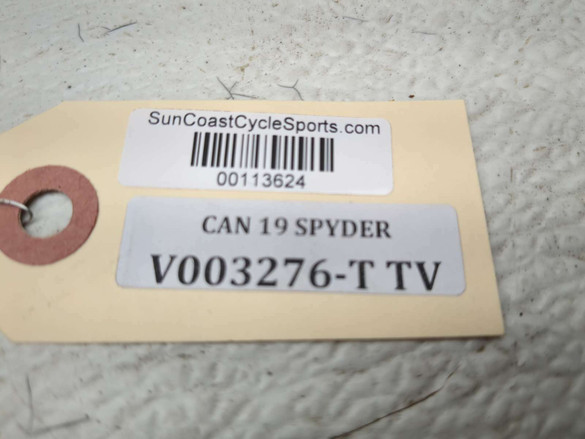 SunCoastCycleSports.com
00113624
CAN 19 SPYDER
V003276-T TV